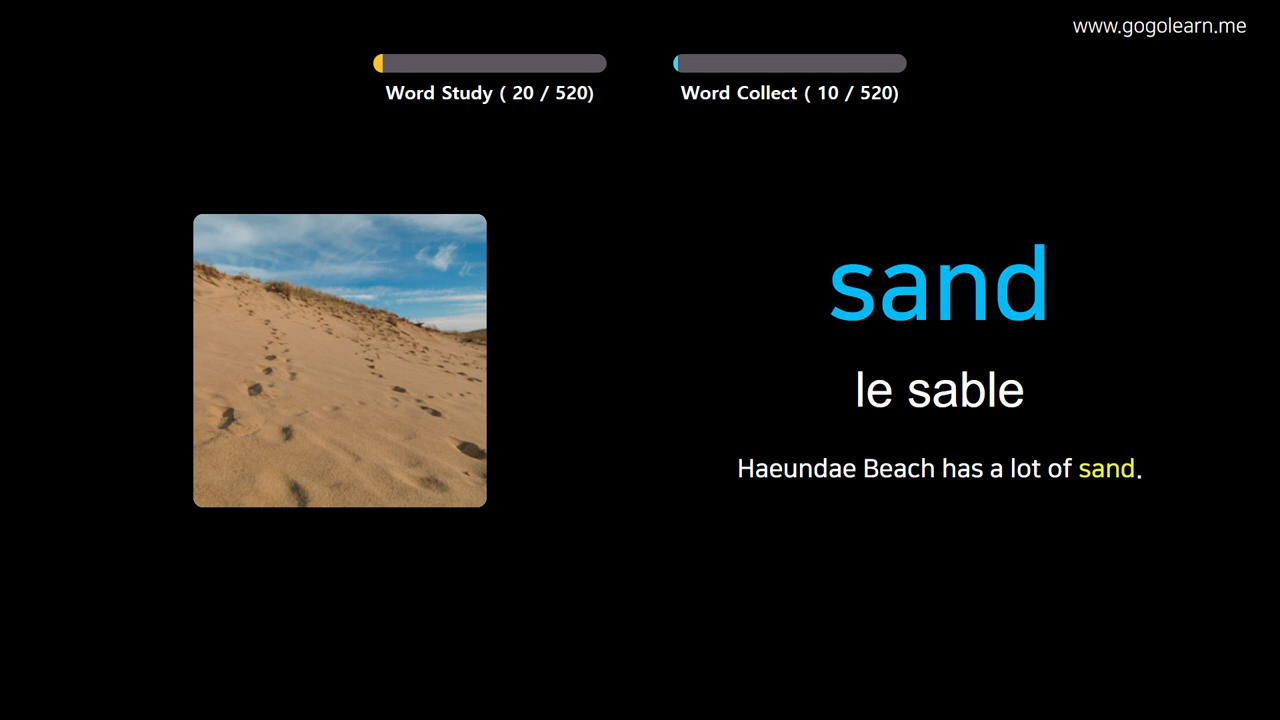 www.gogolearn.me
Word Study ( 20 / 520)
Word Collect ( 10 / 520)
sand
le sable
Haeundae Beach has a lot of sand.